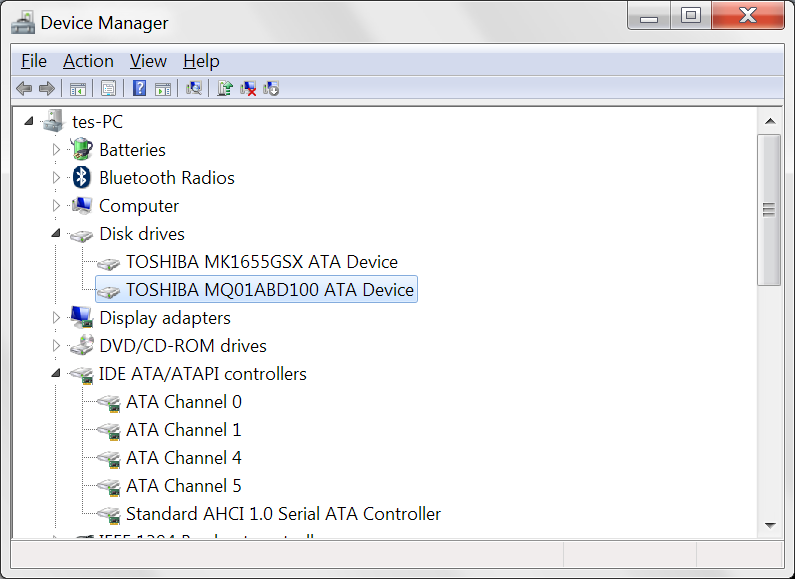 Device Manager
File Action View Help
tes-PC
Batteries
Bluetooth Radios
Computer
Disk drives
TOSHIBA MK1655GSX ATA Device
TOSHIBA MQ01ABD100 ATA Device
Display adapters
DVD/CD-ROM drives
IDE ATA/ATAPI controllers
ATA Channel 0
ATA Channel 1
ATA Channel 4
ATA Channel 5
Standard AHCI 1.0 Serial ATA Controller